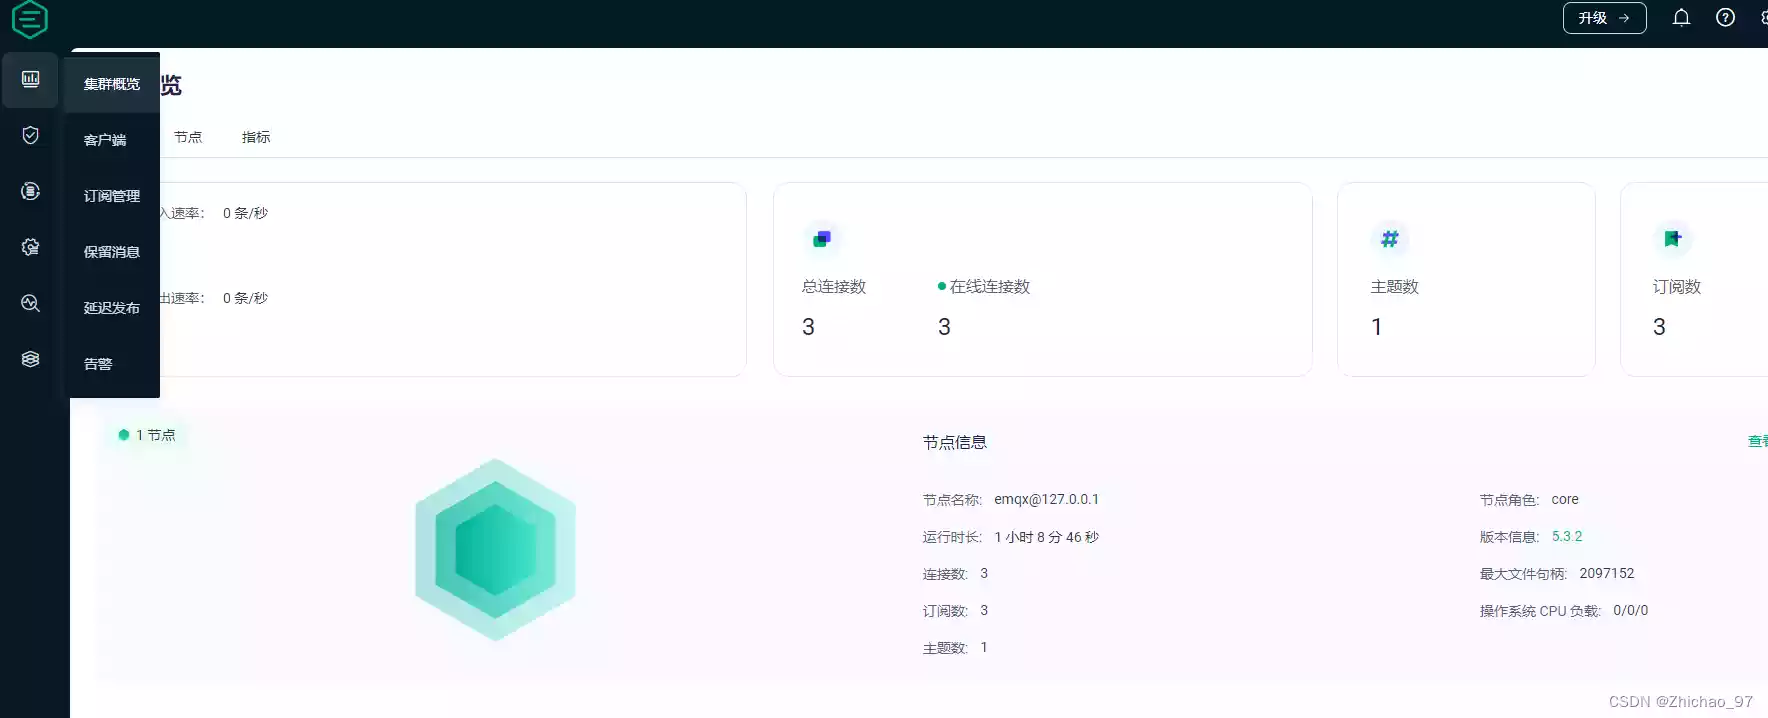 升级 →
集群概览
览
客户端
节点
指标
订阅管理
入速率： 0 条/秒
保留消息
延迟发布
出速率： 0 条/秒
告警
总连接数
3
在线连接数
3
主题数
1
订阅数
3
1 节点
节点信息
查看
节点名称: emqx@127.0.0.1
节点角色: core
运行时长: 1 小时 8 分 46 秒
版本信息: 5.3.2
连接数: 3
最大文件句柄: 2097152
订阅数: 3
操作系统 CPU 负载: 0/0/0
主题数: 1
CSDN @Zhichao_97